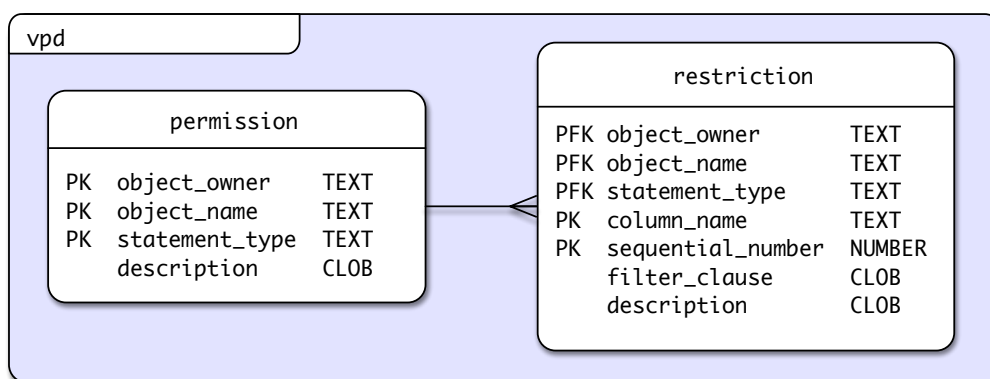 vpd
permission
PK object_owner TEXT
PK object_name TEXT
PK statement_type TEXT
description CLOB
restriction
PFK object_owner TEXT
PFK object_name TEXT
PFK statement_type TEXT
PK column_name TEXT
PK sequential_number NUMBER
filter_clause CLOB
description CLOB